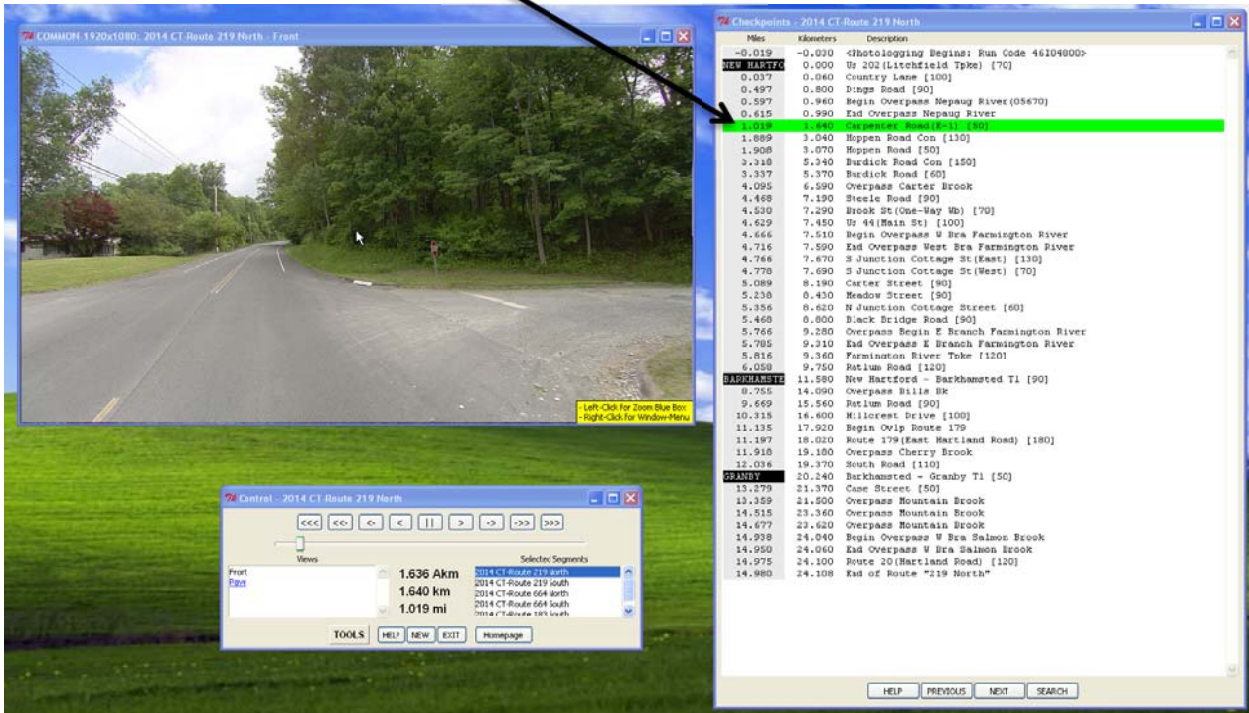 COMMON 1920x1080: 2014 CT-Route 219 North - Front
- Left-Click for Zoom Blue Box
- Right-Click for Window-Menu
Control - 2014 CT-Route 219 North
<<< <<- <- < || > -> ->> >>>
Views Selected Segments
Front
Pavr
1.636 Akm
1.640 km
1.019 mi
2014 CT-Route 219 North
2014 CT-Route 219 South
2014 CT-Route 664 North
2014 CT-Route 664 South
2014 CT-Route 183 South
TOOLS HELP NEW EXIT Homepage
Checkpoints - 2014 CT-Route 219 North
Miles Kilometers Description
-0.019 -0.030 <Photologging Begins: Run Code 46104800>
NEW HARTFO 0.000 Us 202(Litchfield Tpke) [70]
0.037 0.060 Country Lane [100]
0.497 0.800 Dings Road [90]
0.597 0.960 Begin Overpass Nepaug River(05670)
0.615 0.990 End Overpass Nepaug River
1.019 1.640 Carpenter Road(E-1) [80]
1.889 3.040 Hoppen Road Con [130]
1.908 3.070 Hoppen Road [50]
3.318 5.340 Burdick Road Con [150]
3.337 5.370 Burdick Road [60]
4.095 6.590 Overpass Carter Brook
4.468 7.190 Steele Road [90]
4.530 7.290 Brook St(One-Way Wb) [70]
4.629 7.450 Us 44(Main St) [100]
4.666 7.510 Begin Overpass W Bra Farmington River
4.716 7.590 End Overpass West Bra Farmington River
4.766 7.670 S Junction Cottage St(East) [130]
4.778 7.690 S Junction Cottage St(West) [70]
5.089 8.190 Carter Street [90]
5.238 8.430 Meadow Street [90]
5.356 8.620 N Junction Cottage Street [60]
5.468 8.800 Black Bridge Road [90]
5.766 9.280 Overpass Begin E Branch Farmington River
5.785 9.310 End Overpass E Branch Farmington River
5.816 9.360 Farmington River Tpke [120]
6.058 9.750 Ratlum Road [120]
BARKHAMSTE 11.580 New Hartford - Barkhamsted Tl [90]
8.755 14.090 Overpass Bills Bk
9.669 15.560 Ratlum Road [90]
10.315 16.600 Hillcrest Drive [100]
11.135 17.920 Begin Ovlp Route 179
11.197 18.020 Route 179(East Hartland Road) [180]
11.918 19.180 Overpass Cherry Brook
12.036 19.370 South Road [110]
GRANBY 20.240 Barkhamsted - Granby Tl [50]
13.279 21.370 Case Street [50]
13.359 21.500 Overpass Mountain Brook
14.515 23.360 Overpass Mountain Brook
14.677 23.620 Overpass Mountain Brook
14.938 24.040 Begin Overpass W Bra Salmon Brook
14.950 24.060 End Overpass W Bra Salmon Brook
14.975 24.100 Route 20(Hartland Road) [120]
14.980 24.108 End of Route "219 North"
HELP PREVIOUS NEXT SEARCH